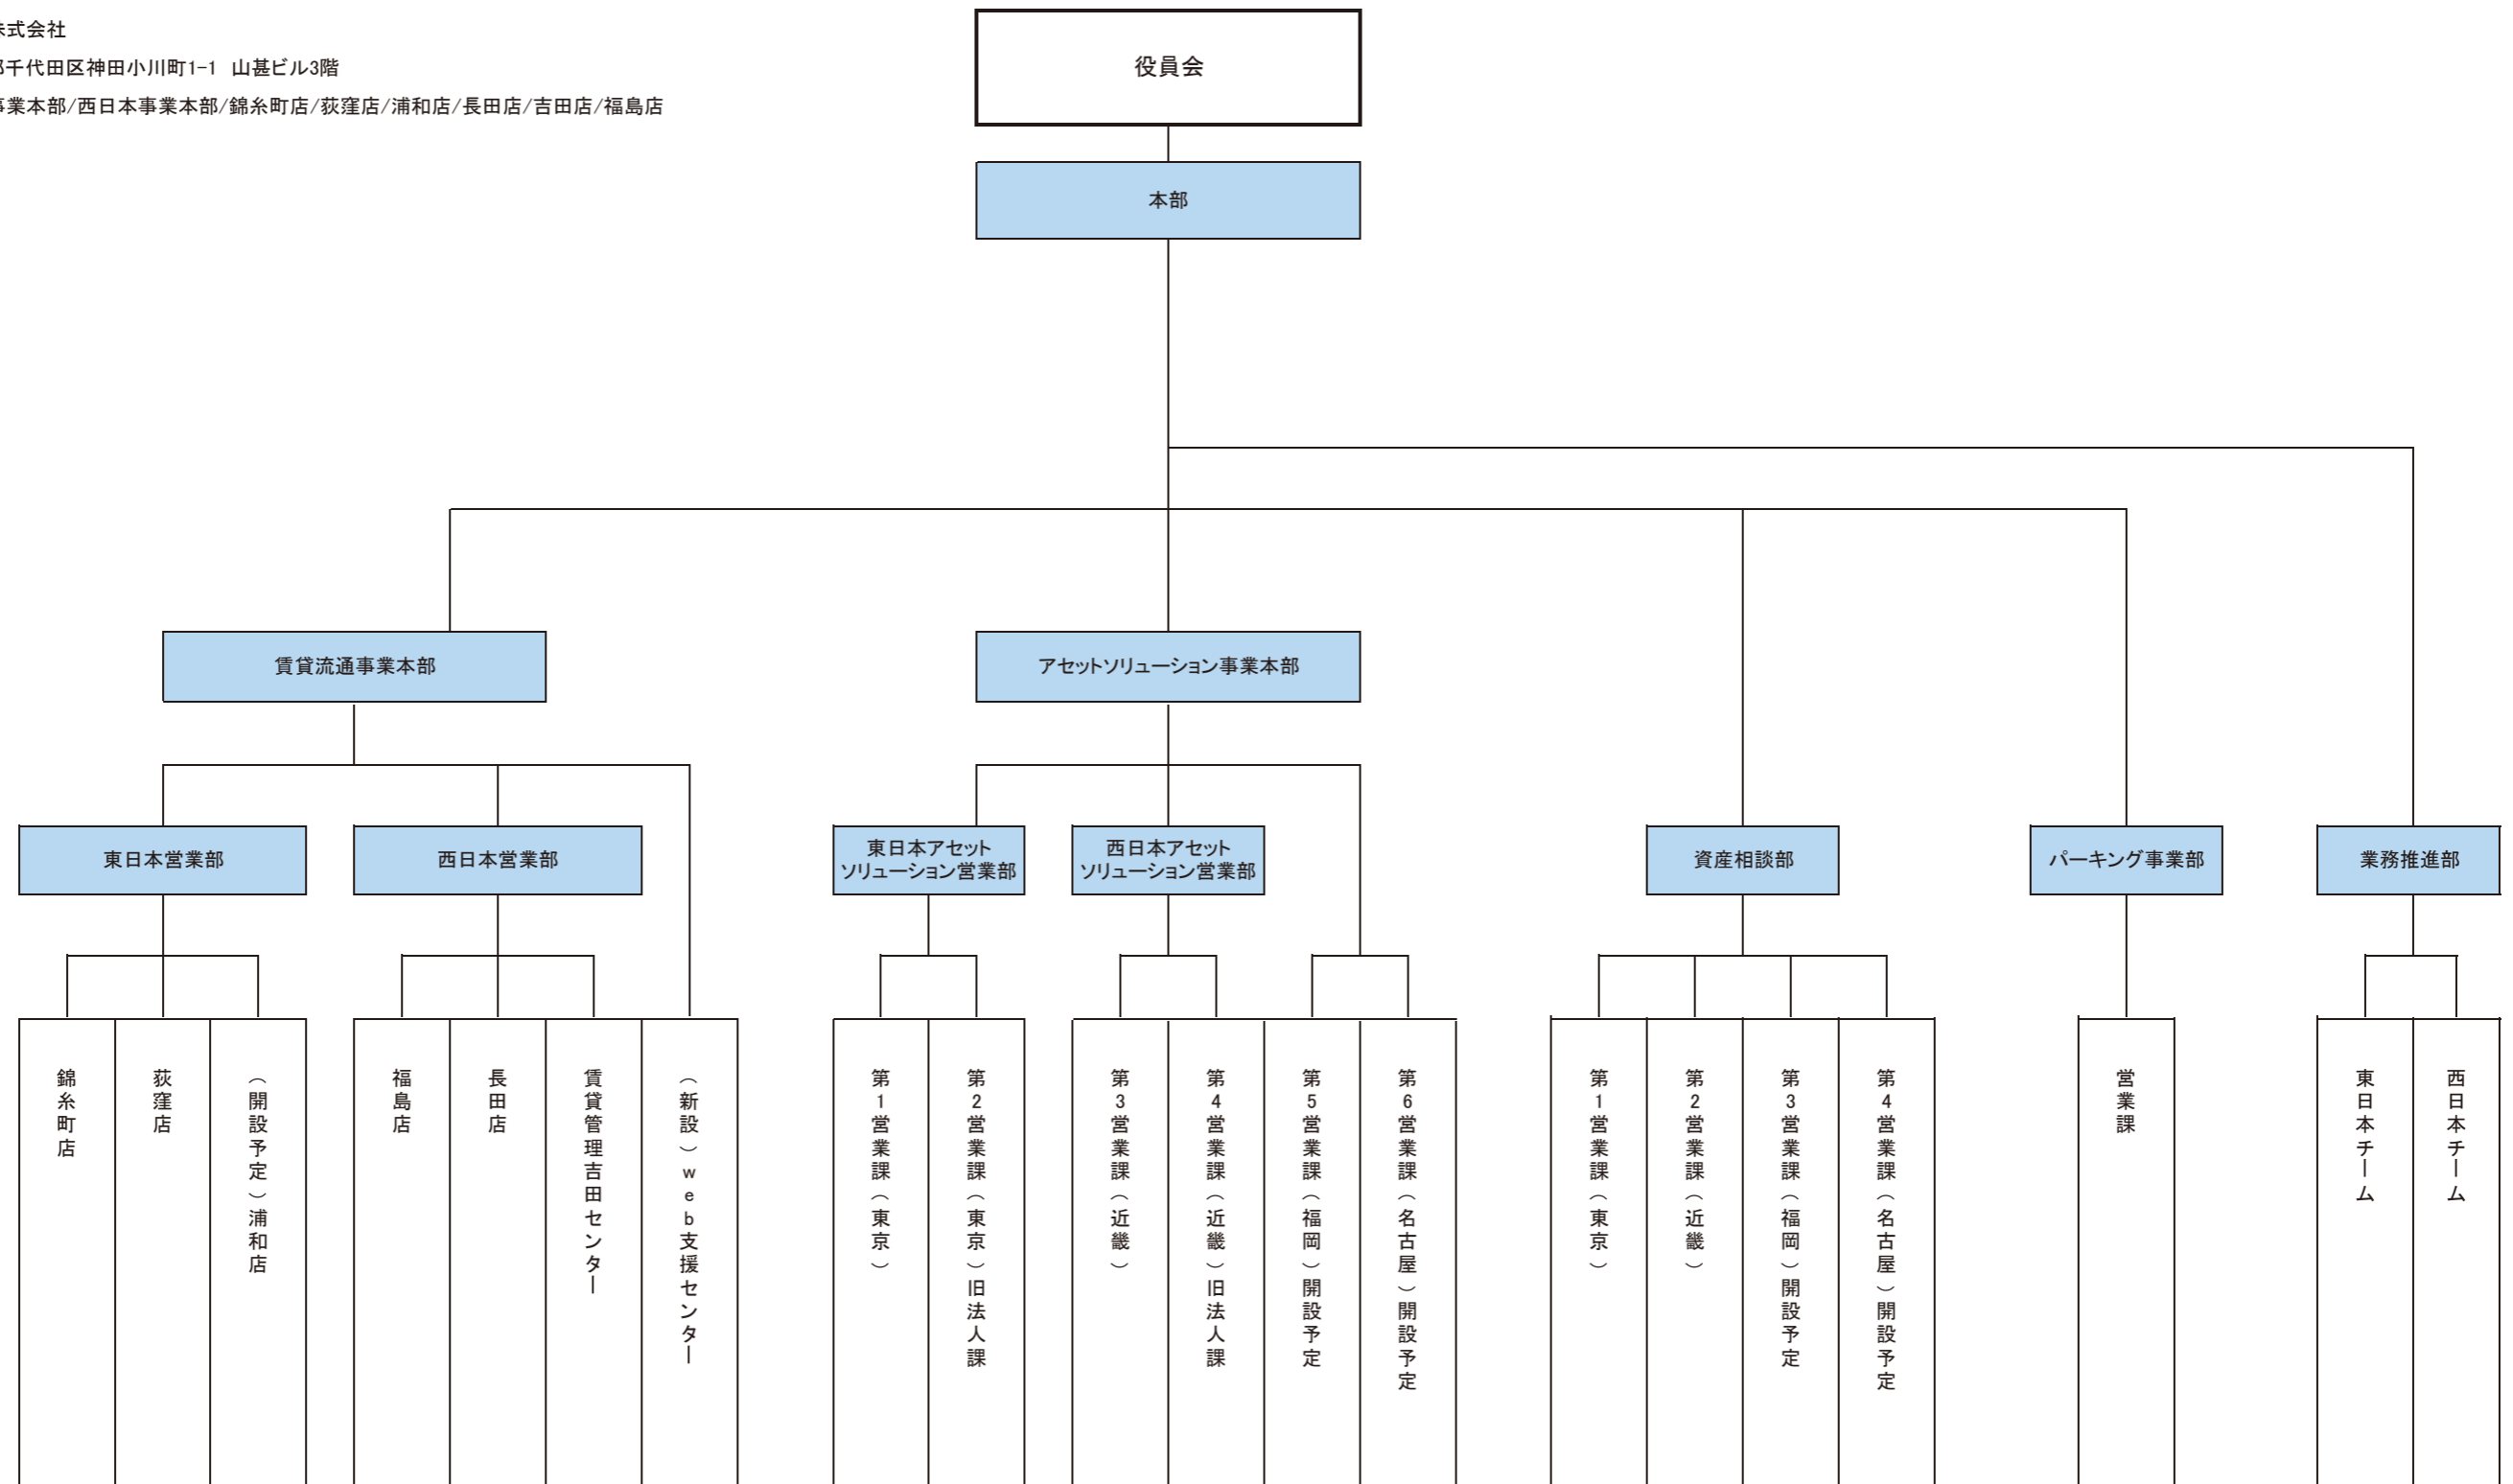 式会社
千代田区神田小川町1-1 山甚ビル3階
業本部/西日本事業本部/錦糸町店/荻窪店/浦和店/長田店/吉田店/福島店
役員会
本部
賃貸流通事業本部
アセットソリューション事業本部
東日本営業部
西日本営業部
東日本アセット
ソリューション営業部
西日本アセット
ソリューション営業部
資産相談部
パーキング事業部
業務推進部
錦糸町店
荻窪店
（開設予定）浦和店
福島店
長田店
賃貸管理吉田センター
（新設）web支援センター
第1営業課（東京）
第2営業課（東京）旧法人課
第3営業課（近畿）
第4営業課（近畿）旧法人課
第5営業課（福岡）開設予定
第6営業課（名古屋）開設予定
第1営業課（東京）
第2営業課（近畿）
第3営業課（福岡）開設予定
第4営業課（名古屋）開設予定
営業課
東日本チーム
西日本チーム